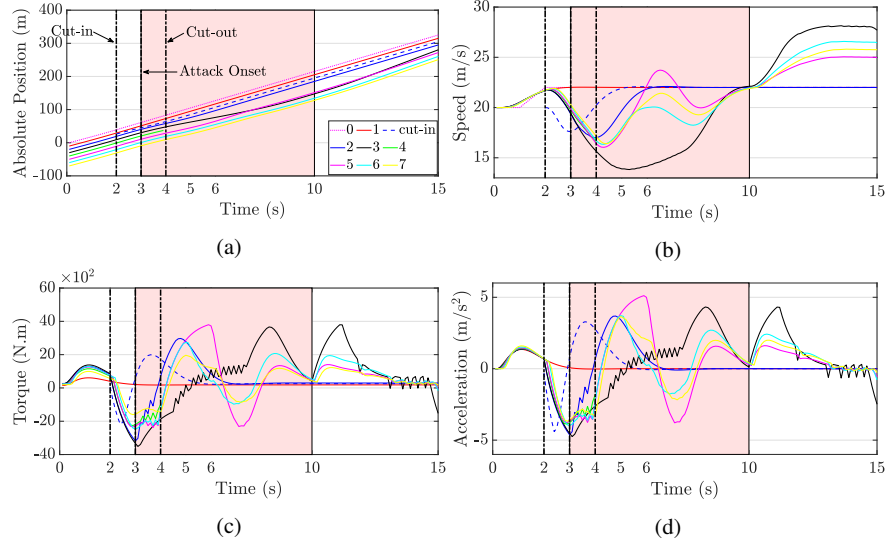 400
300
200
100
0
-100
Absolute Position (m)
Cut-in
Cut-out
Attack Onset
0 1 cut-in
2 3 4
5 6 7
0 2 3 4 5 6 10 15
Time (s)
(a)
30
25
20
15
Speed (m/s)
0 2 3 4 5 6 10 15
Time (s)
(b)
×10²
60
40
20
0
-20
-40
Torque (N.m)
0 2 3 4 5 6 10 15
Time (s)
(c)
5
0
-5
Acceleration (m/s²)
0 2 3 4 5 6 10 15
Time (s)
(d)